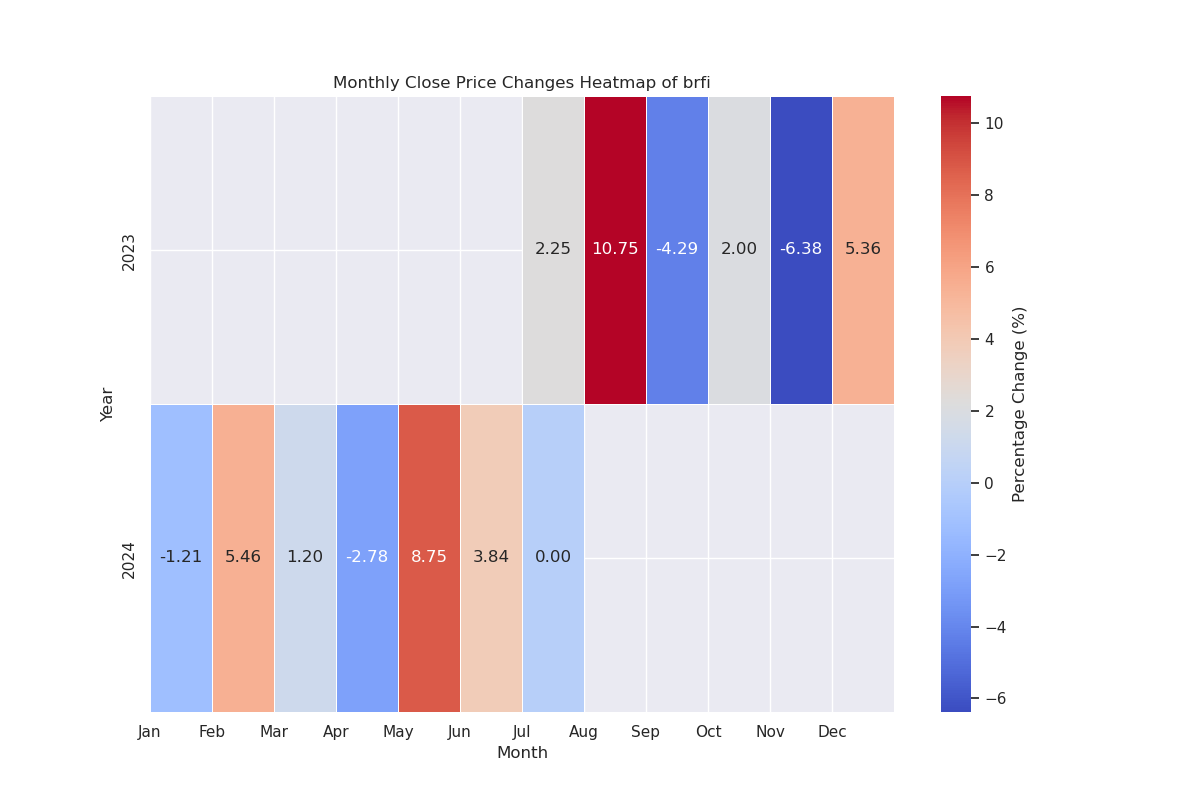 Monthly Close Price Changes Heatmap of brfi
10
8
6
4
2
0
−2
−4
−6
Percentage Change (%)
Year
2023
2.25 10.75 -4.29 2.00 -6.38 5.36
2024
-1.21 5.46 1.20 -2.78 8.75 3.84 0.00
Jan Feb Mar Apr May Jun Jul Aug Sep Oct Nov Dec
Month